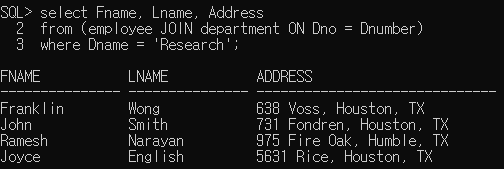 SQL> select Fname, Lname, Address
  2  from (employee JOIN department ON Dno = Dnumber)
  3  where Dname = 'Research';
FNAME           LNAME           ADDRESS
--------------- --------------- ------------------------------
Franklin        Wong            638 Voss, Houston, TX
John            Smith           731 Fondren, Houston, TX
Ramesh          Narayan         975 Fire Oak, Humble, TX
Joyce           English         5631 Rice, Houston, TX